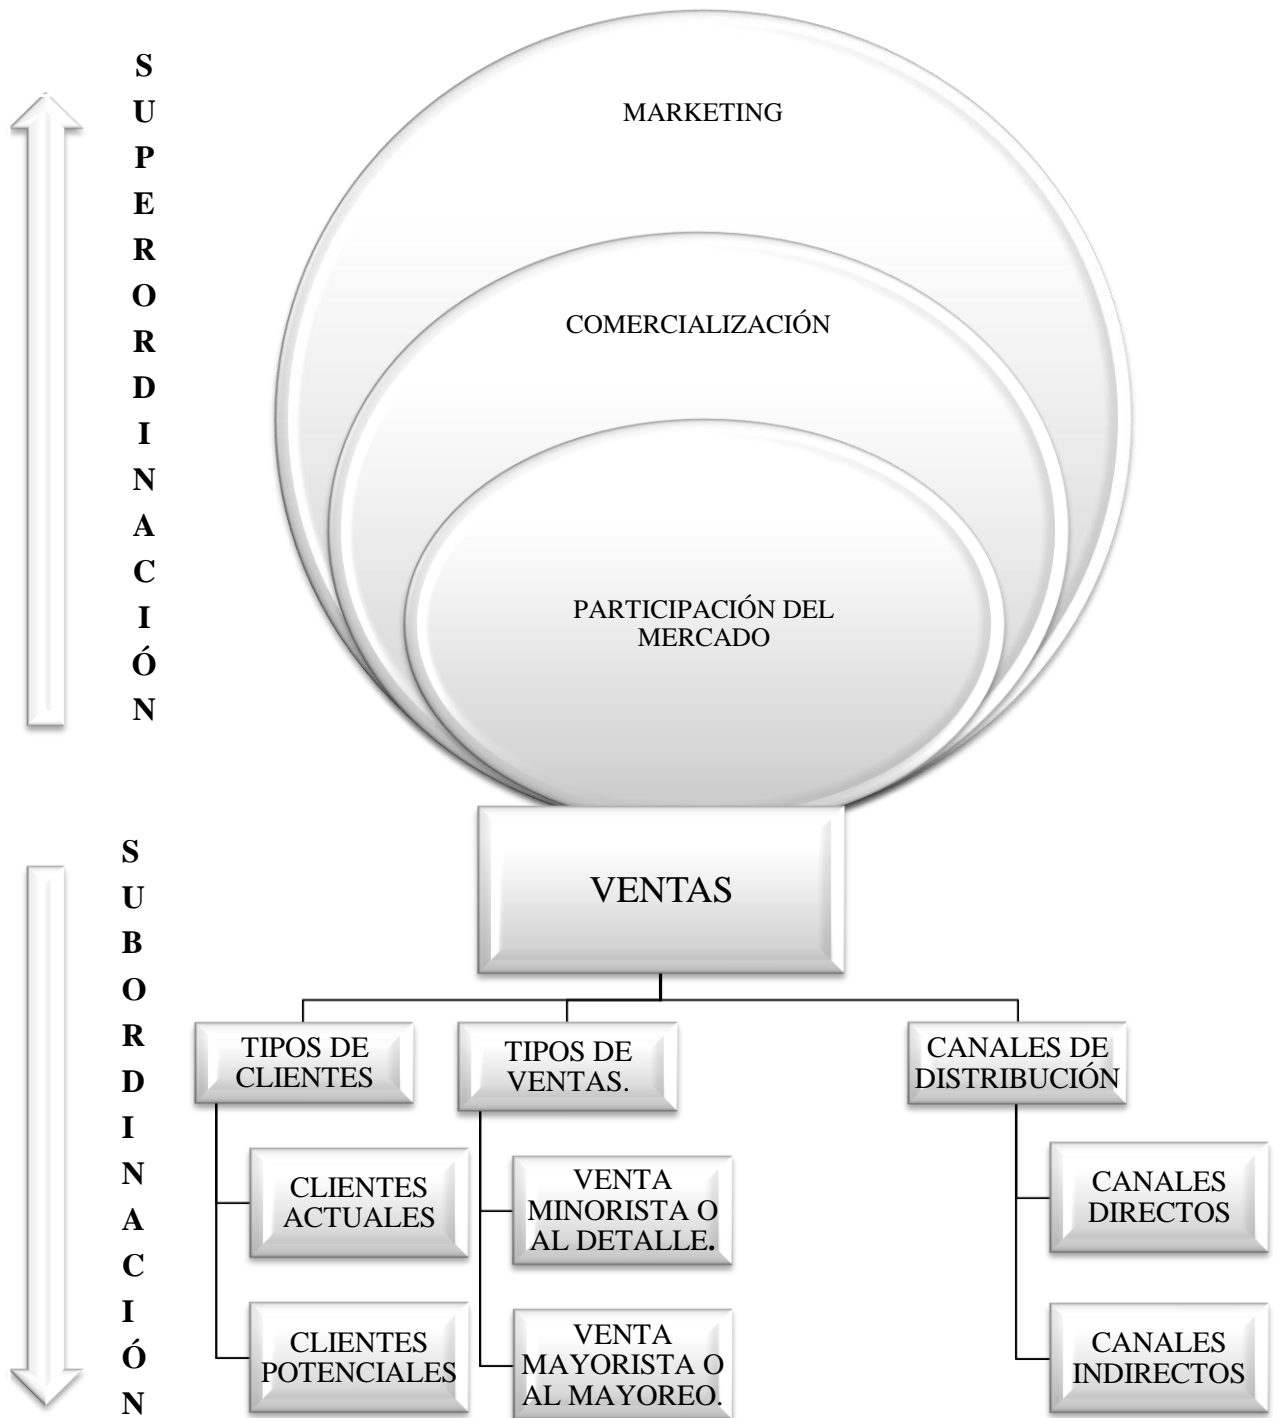 S
U
P
E
R
O
R
D
I
N
A
C
I
Ó
N
MARKETING
COMERCIALIZACIÓN
PARTICIPACIÓN DEL
MERCADO
S
U
B
O
R
D
I
N
A
C
I
Ó
N
VENTAS
TIPOS DE
CLIENTES
CLIENTES
ACTUALES
CLIENTES
POTENCIALES
TIPOS DE
VENTAS.
VENTA
MINORISTA O
AL DETALLE.
VENTA
MAYORISTA O
AL MAYOREO.
CANALES DE
DISTRIBUCIÓN
CANALES
DIRECTOS
CANALES
INDIRECTOS